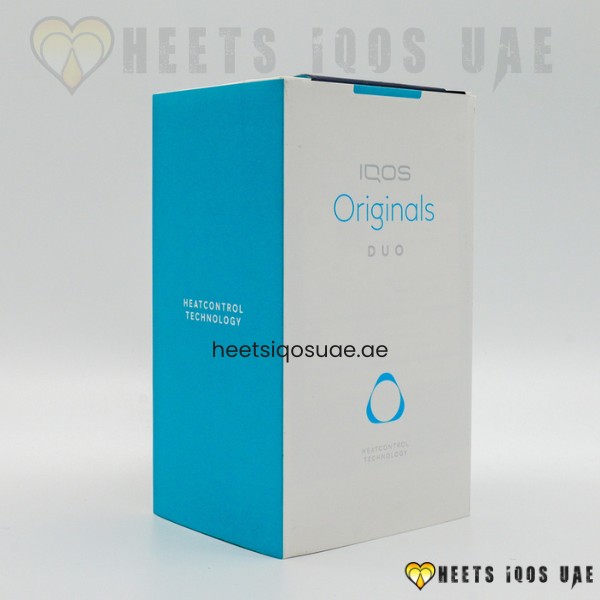 HEETS iQOS UAE
IQOS
Originals
DUO
HEATCONTROL
TECHNOLOGY
heetsiqosuae.ae
HEATCONTROL
TECHNOLOGY
HEETS iQOS UAE